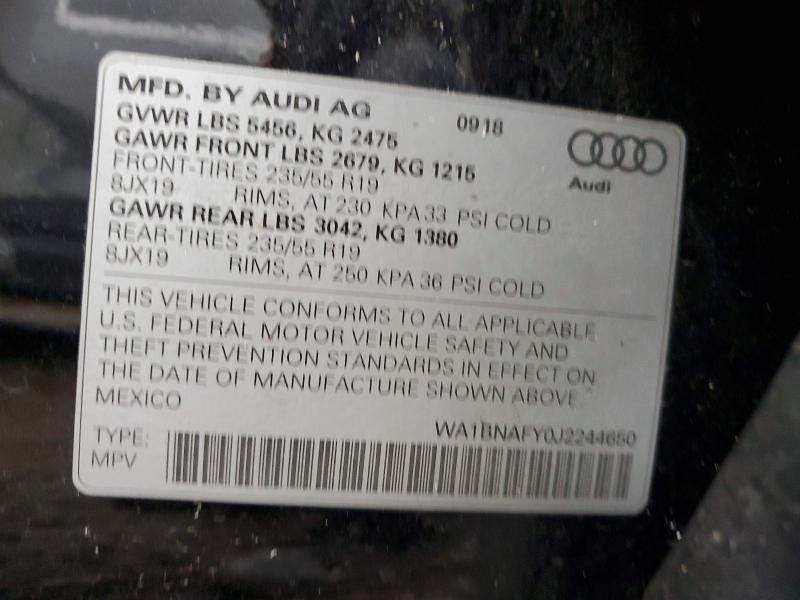 MFD. BY AUDI AG 0918
GVWR LBS 5456, KG 2475
GAWR FRONT LBS 2679, KG 1215
FRONT-TIRES 235/55 R19
8JX19 RIMS, AT 230 KPA 33 PSI COLD
GAWR REAR LBS 3042, KG 1380
REAR-TIRES 235/55 R19
8JX19 RIMS, AT 250 KPA 36 PSI COLD
Audi
THIS VEHICLE CONFORMS TO ALL APPLICABLE
U.S. FEDERAL MOTOR VEHICLE SAFETY AND
THEFT PREVENTION STANDARDS IN EFFECT ON
THE DATE OF MANUFACTURE SHOWN ABOVE.
MEXICO
WA1BNAFY0J2244650
TYPE:
MPV